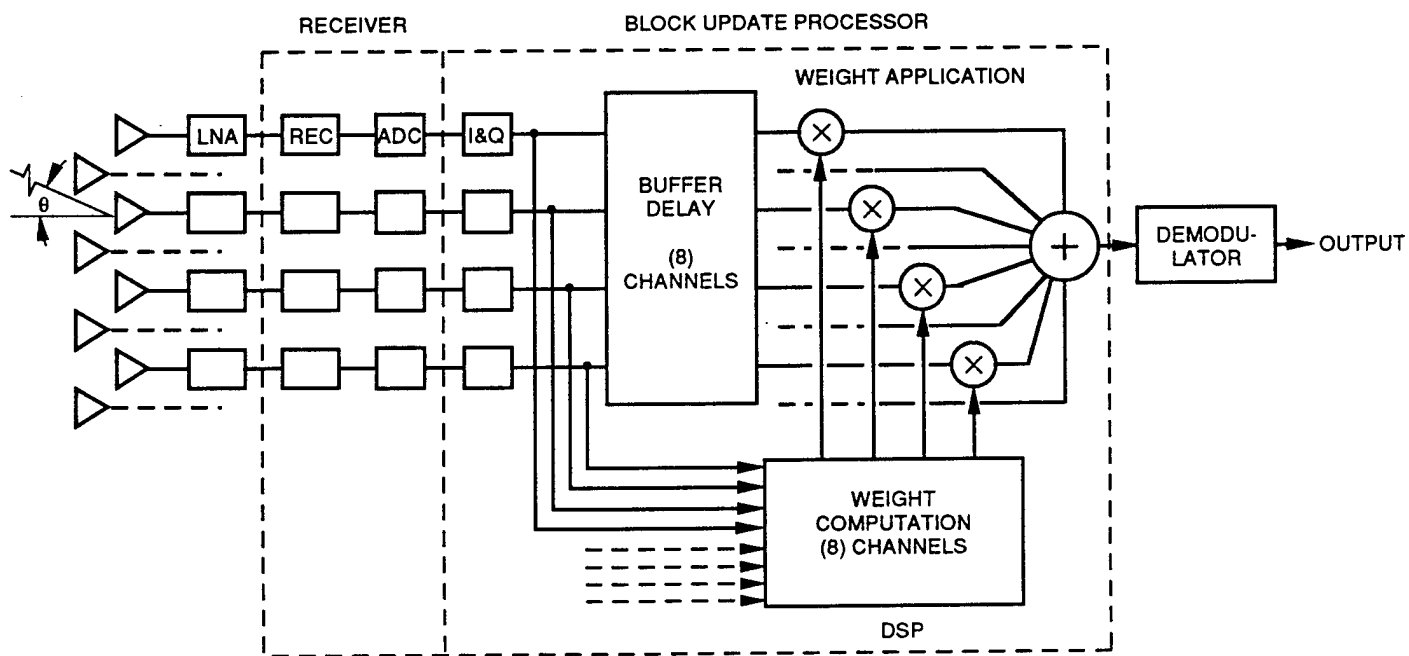 RECEIVER
BLOCK UPDATE PROCESSOR
WEIGHT APPLICATION
LNA
REC
ADC
I&Q
θ
BUFFER
DELAY
(8)
CHANNELS
DEMODU-
LATOR
OUTPUT
WEIGHT
COMPUTATION
(8) CHANNELS
DSP